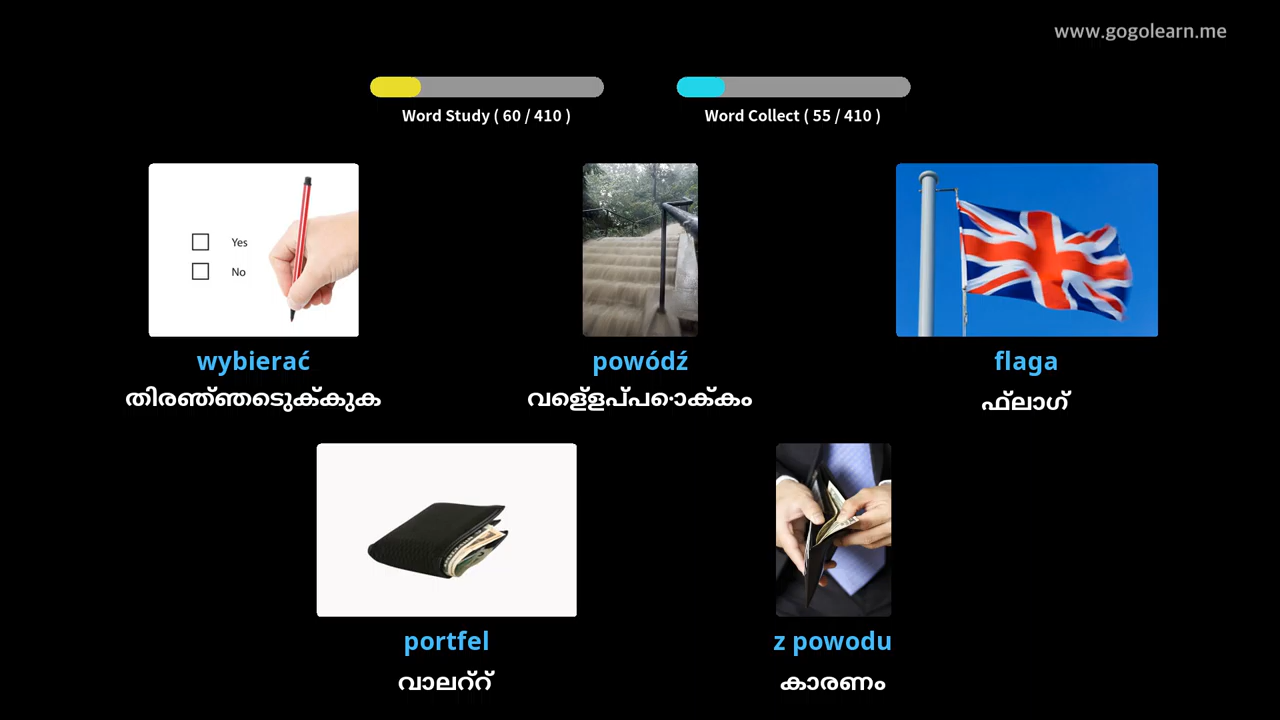 www.gogolearn.me
Word Study ( 60 / 410 )
Word Collect ( 55 / 410 )
Yes
No
wybierać
powódź
flaga
തിരഞ്ഞെടുക്കുക
വെള്ളപ്പൊക്കം
ഫ്ലാഗ്
portfel
z powodu
വാലറ്റ്
കാരണം